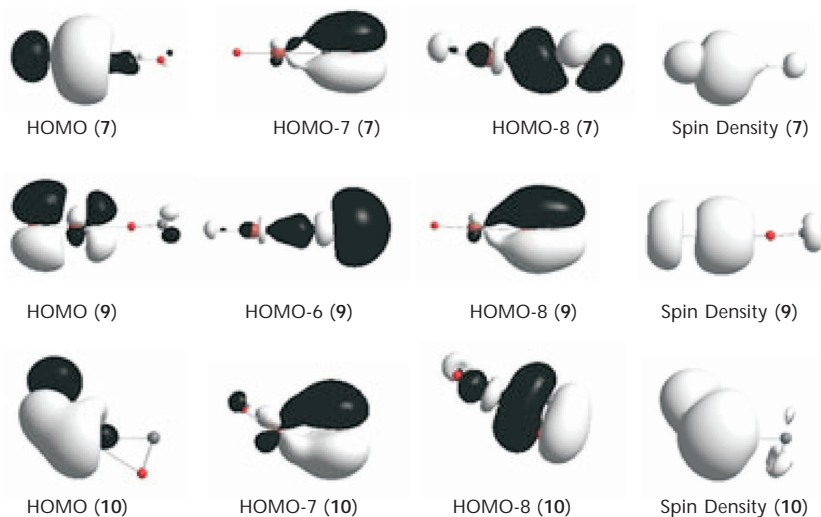 HOMO (7) HOMO-7 (7) HOMO-8 (7) Spin Density (7)
HOMO (9) HOMO-6 (9) HOMO-8 (9) Spin Density (9)
HOMO (10) HOMO-7 (10) HOMO-8 (10) Spin Density (10)